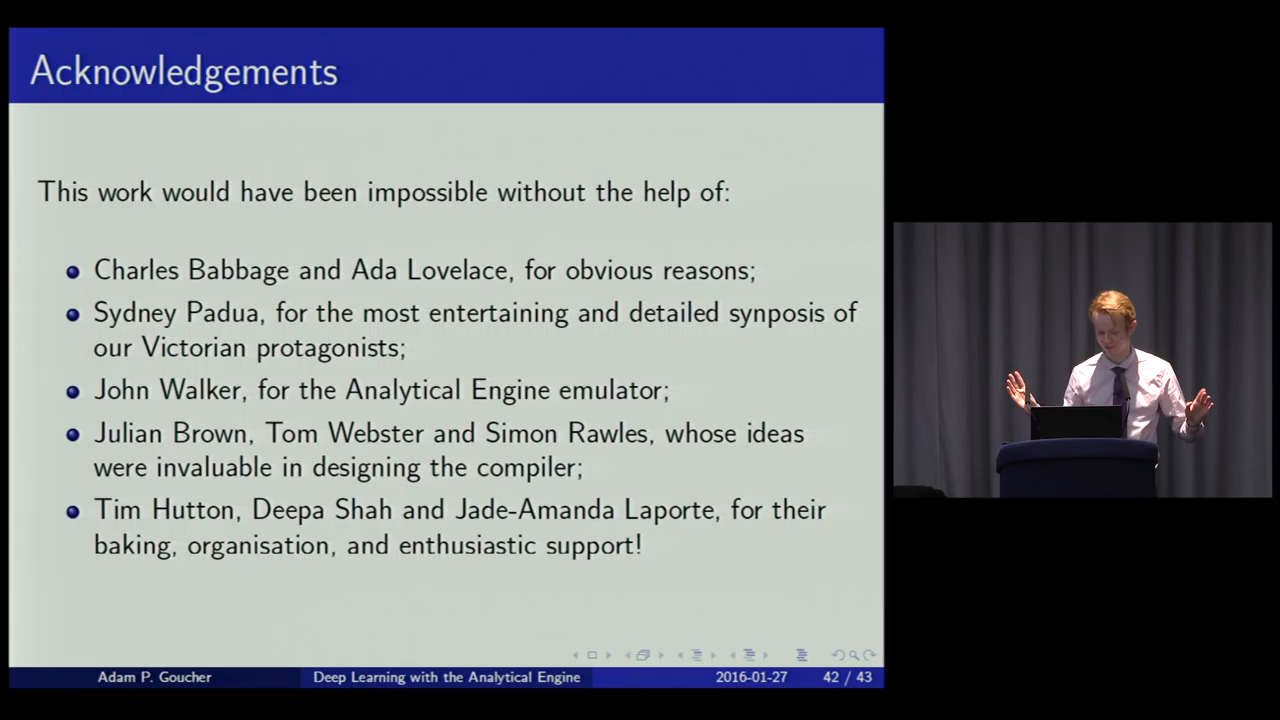 Acknowledgements
This work would have been impossible without the help of:
Charles Babbage and Ada Lovelace, for obvious reasons;
Sydney Padua, for the most entertaining and detailed synposis of
our Victorian protagonists;
John Walker, for the Analytical Engine emulator;
Julian Brown, Tom Webster and Simon Rawles, whose ideas
were invaluable in designing the compiler;
Tim Hutton, Deepa Shah and Jade-Amanda Laporte, for their
baking, organisation, and enthusiastic support!
Adam P. Goucher Deep Learning with the Analytical Engine 2016-01-27 42 / 43